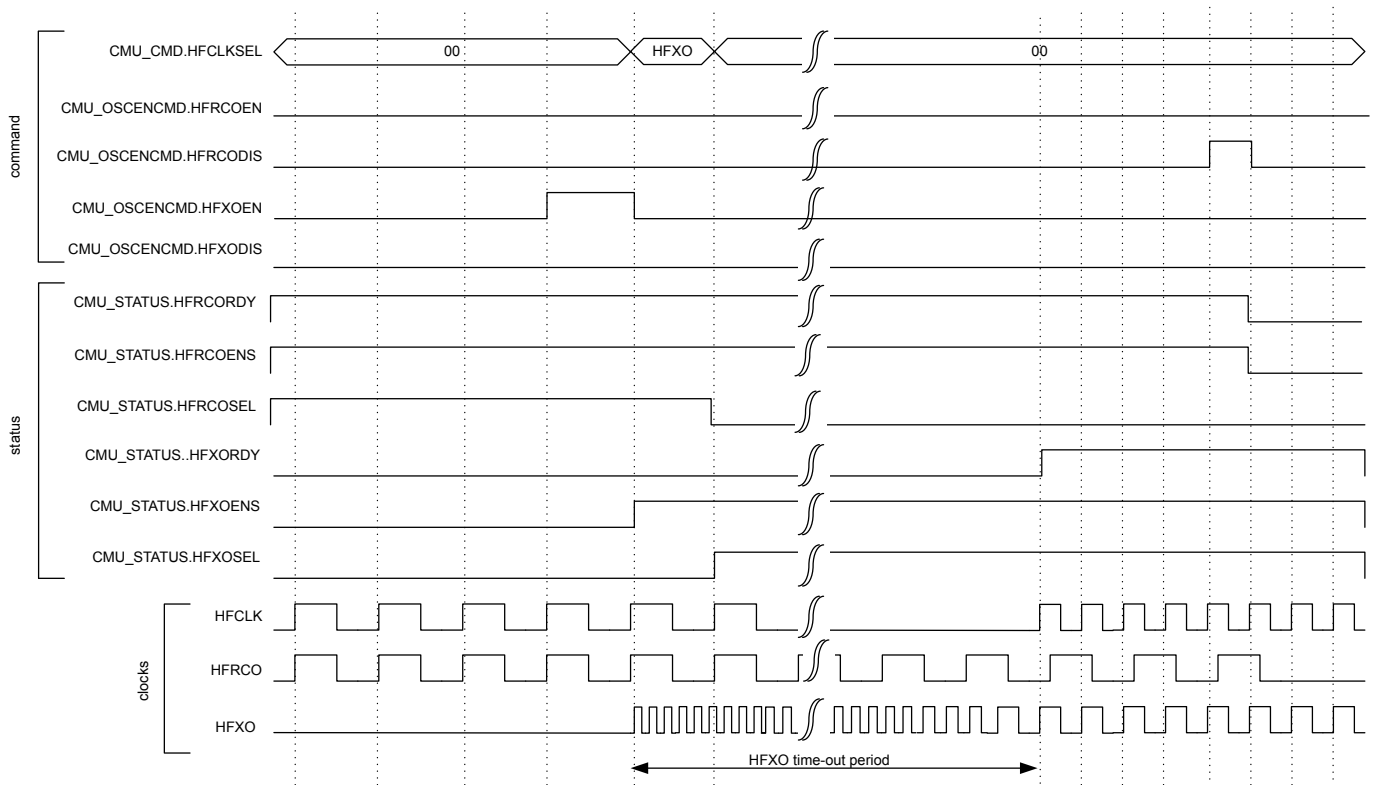 CMU_CMD.HFCLKSEL
00
HFXO
00
command
CMU_OSCENCMD.HFRCOEN
CMU_OSCENCMD.HFRCODIS
CMU_OSCENCMD.HFXOEN
CMU_OSCENCMD.HFXODIS
status
CMU_STATUS.HFRCORDY
CMU_STATUS.HFRCOENS
CMU_STATUS.HFRCOSEL
CMU_STATUS..HFXORDY
CMU_STATUS.HFXOENS
CMU_STATUS.HFXOSEL
clocks
HFCLK
HFRCO
HFXO
HFXO time-out period